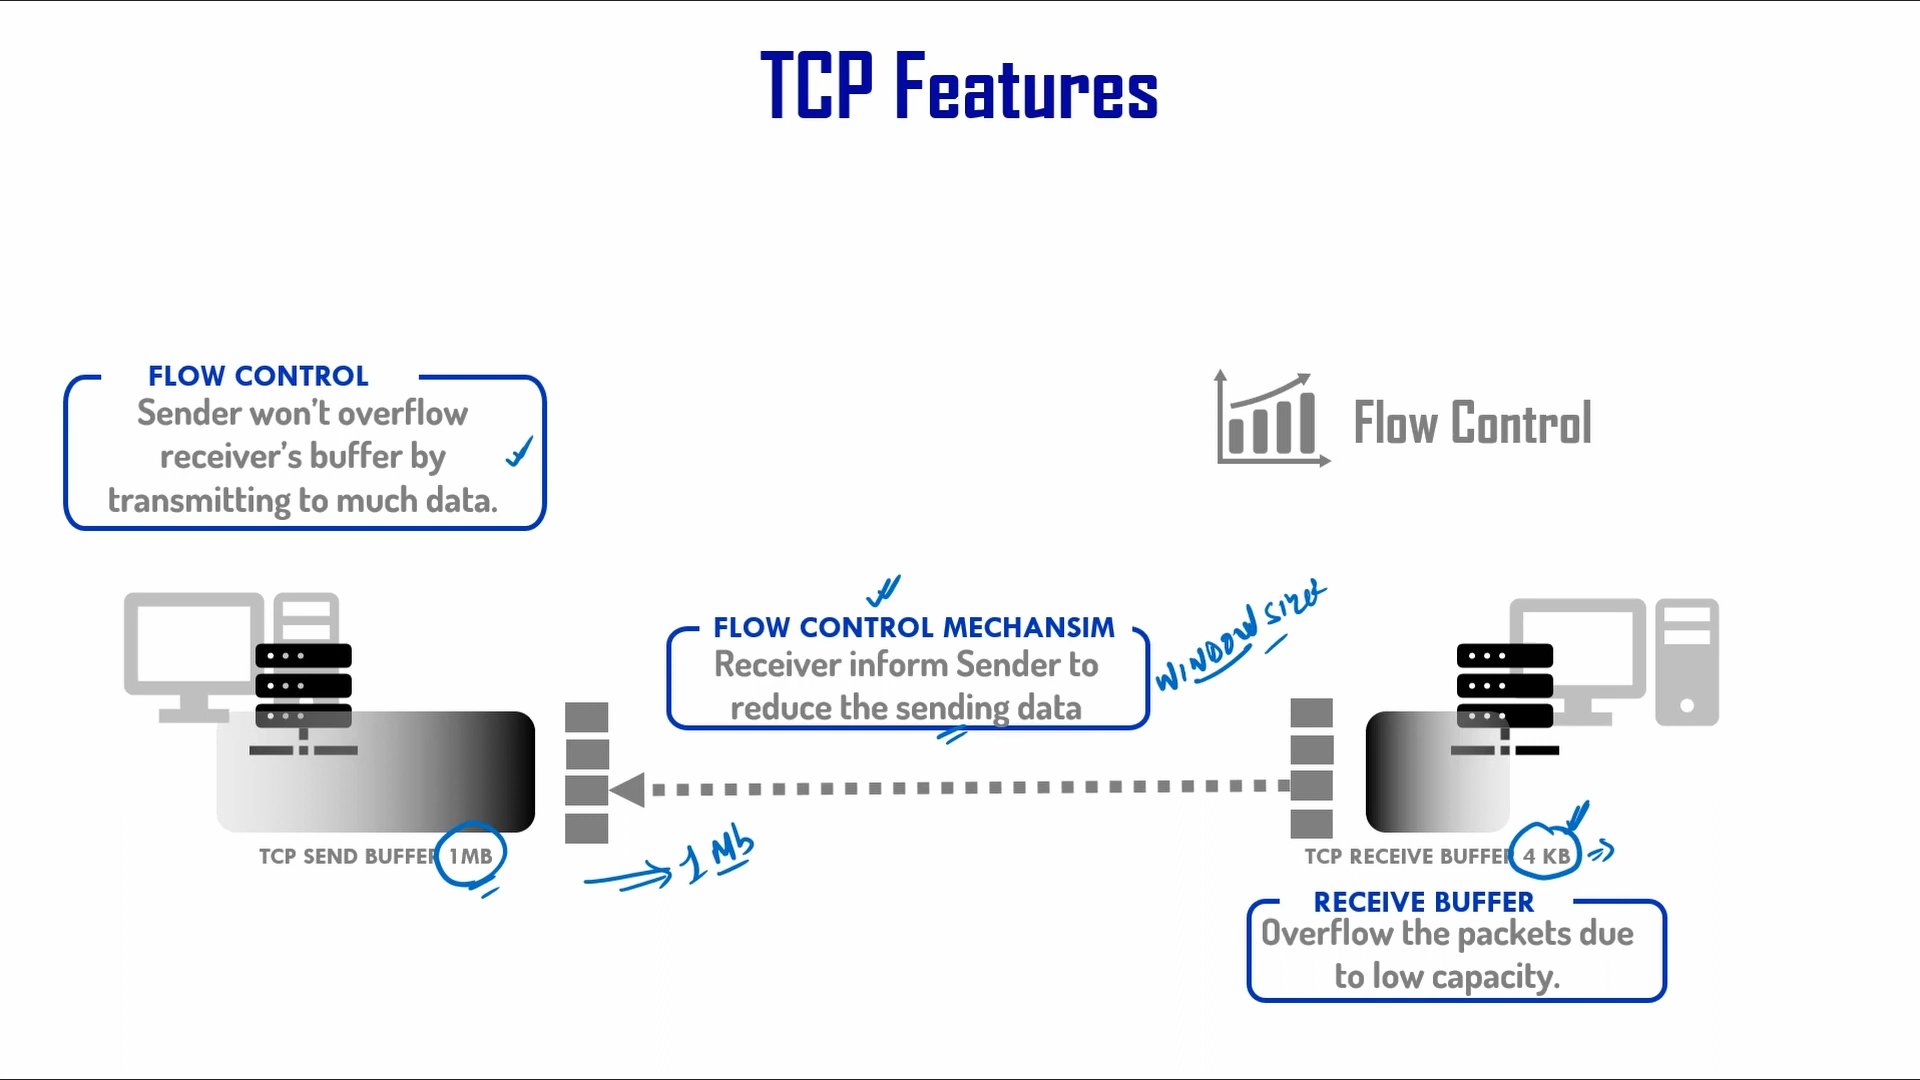 TCP Features
FLOW CONTROL
Sender won't overflow
receiver's buffer by
transmitting to much data.
Flow Control
FLOW CONTROL MECHANSIM
Receiver inform Sender to
reduce the sending data
WINDOW size
TCP SEND BUFFER 1MB
1 Mb
TCP RECEIVE BUFFER 4 KB
RECEIVE BUFFER
Overflow the packets due
to low capacity.